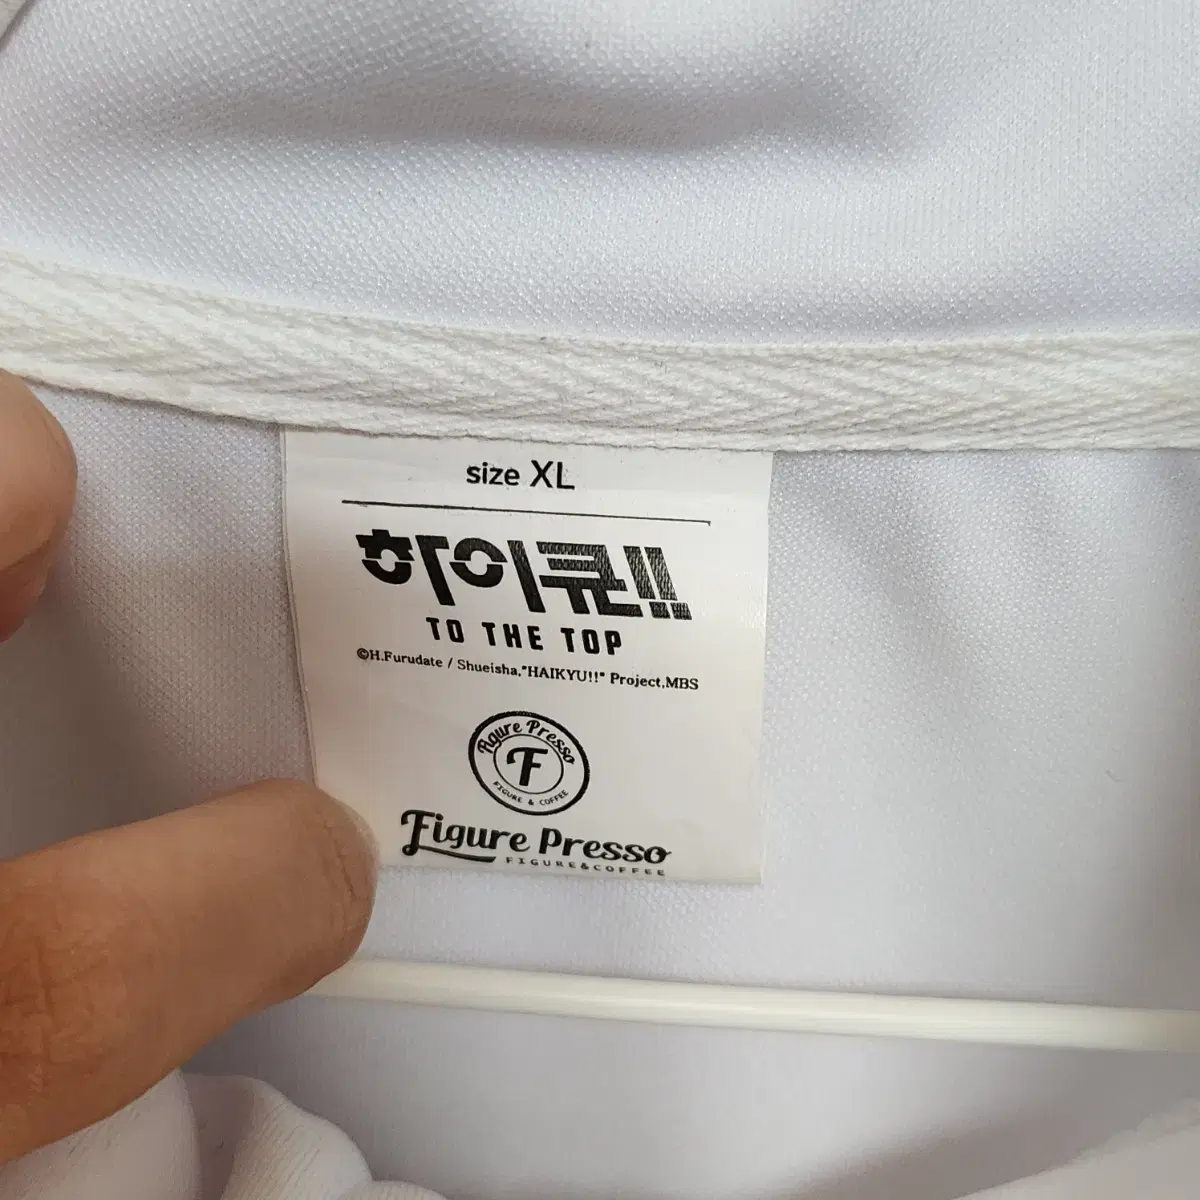 size XL
하이큐!!
TO THE TOP
©H.Furudate / Shueisha,"HAIKYU!!" Project,MBS
Figure Presso
F
FIGURE & COFFEE
Figure Presso
FIGURE&COFFEE